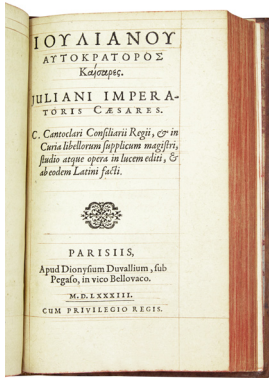 ΙΟΥΛΙΑΝΟΥ
ΑΥΤΟΚΡΑΤΟΡΟΣ
Καίσαρες.
JULIANI IMPERA-
TORIS CÆSARES.
C. Cantoclari Consiliarii Regii, & in
Curia libellorum supplicum magistri,
studio atque opera in lucem editi, &
ab eodem Latini facti.
PARISIIS,
Apud Dionysium Duvallium, sub
Pegaso, in vico Bellovaco.
M.D.LXXXIII.
CUM PRIVILEGIO REGIS.